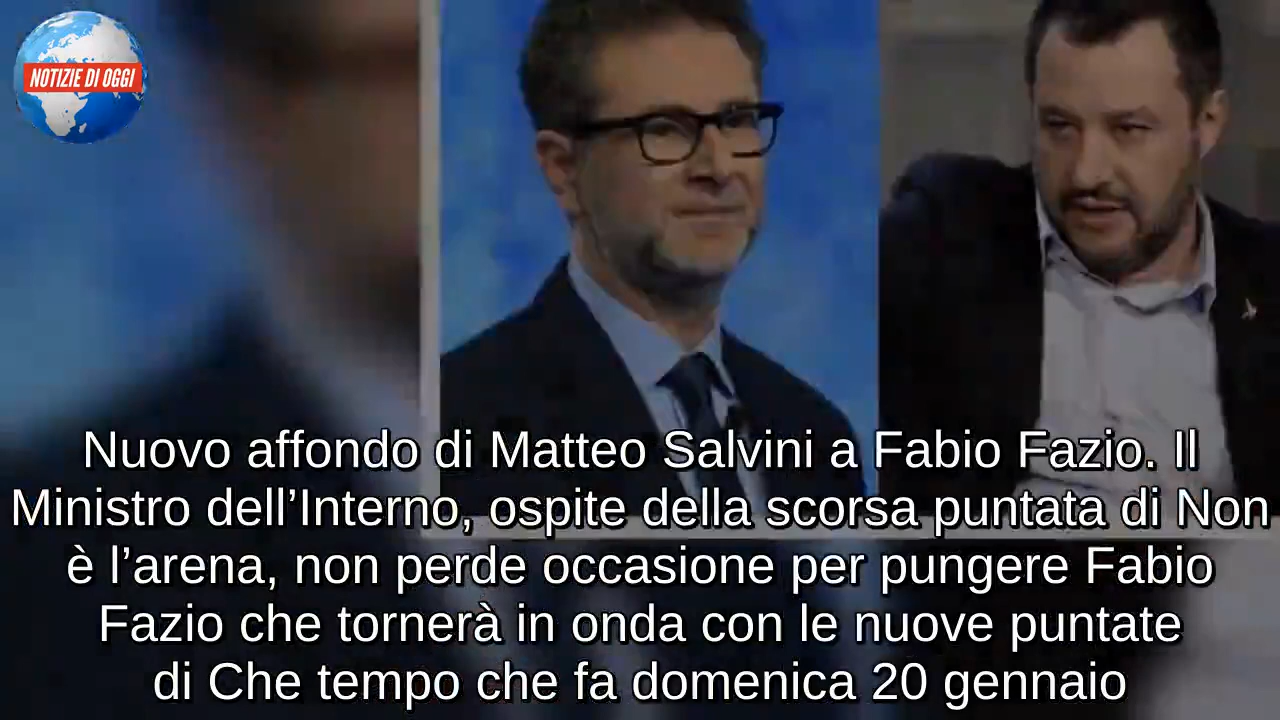 NOTIZIE DI OGGI
Nuovo affondo di Matteo Salvini a Fabio Fazio. Il
Ministro dell’Interno, ospite della scorsa puntata di Non
è l’arena, non perde occasione per pungere Fabio
Fazio che tornerà in onda con le nuove puntate
di Che tempo che fa domenica 20 gennaio